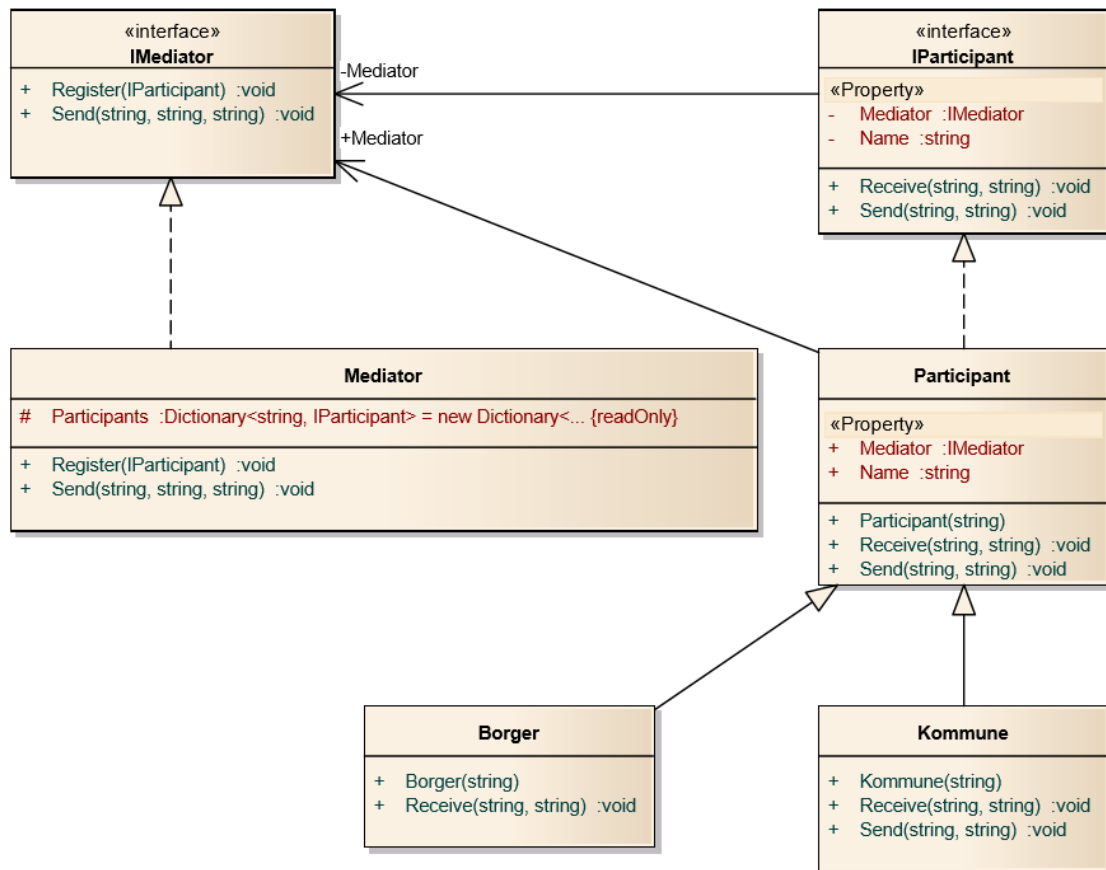 «interface»
IMediator
+ Register(IParticipant) :void
+ Send(string, string, string) :void
-Mediator
+Mediator
«interface»
IParticipant
«Property»
- Mediator :IMediator
- Name :string
+ Receive(string, string) :void
+ Send(string, string) :void
Mediator
# Participants :Dictionary<string, IParticipant> = new Dictionary<... {readOnly}
+ Register(IParticipant) :void
+ Send(string, string, string) :void
Participant
«Property»
+ Mediator :IMediator
+ Name :string
+ Participant(string)
+ Receive(string, string) :void
+ Send(string, string) :void
Borger
+ Borger(string)
+ Receive(string, string) :void
Kommune
+ Kommune(string)
+ Receive(string, string) :void
+ Send(string, string) :void